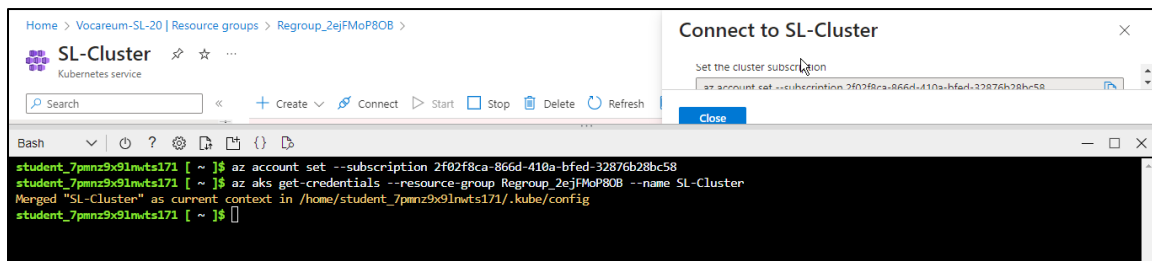 Home > Vocareum-SL-20 | Resource groups > Regroup_2ejFMoP8OB >
SL-Cluster
Kubernetes service
Search
Create
Connect
Start
Stop
Delete
Refresh
Connect to SL-Cluster
Set the cluster subscription
az account set --subscription 2f02f8ca-866d-410a-bfed-32876b28bc58
Close
Bash
student_7pmnz9x9lnwts171 [ ~ ]$ az account set --subscription 2f02f8ca-866d-410a-bfed-32876b28bc58
student_7pmnz9x9lnwts171 [ ~ ]$ az aks get-credentials --resource-group Regroup_2ejFMoP8OB --name SL-Cluster
Merged "SL-Cluster" as current context in /home/student_7pmnz9x9lnwts171/.kube/config
student_7pmnz9x9lnwts171 [ ~ ]$